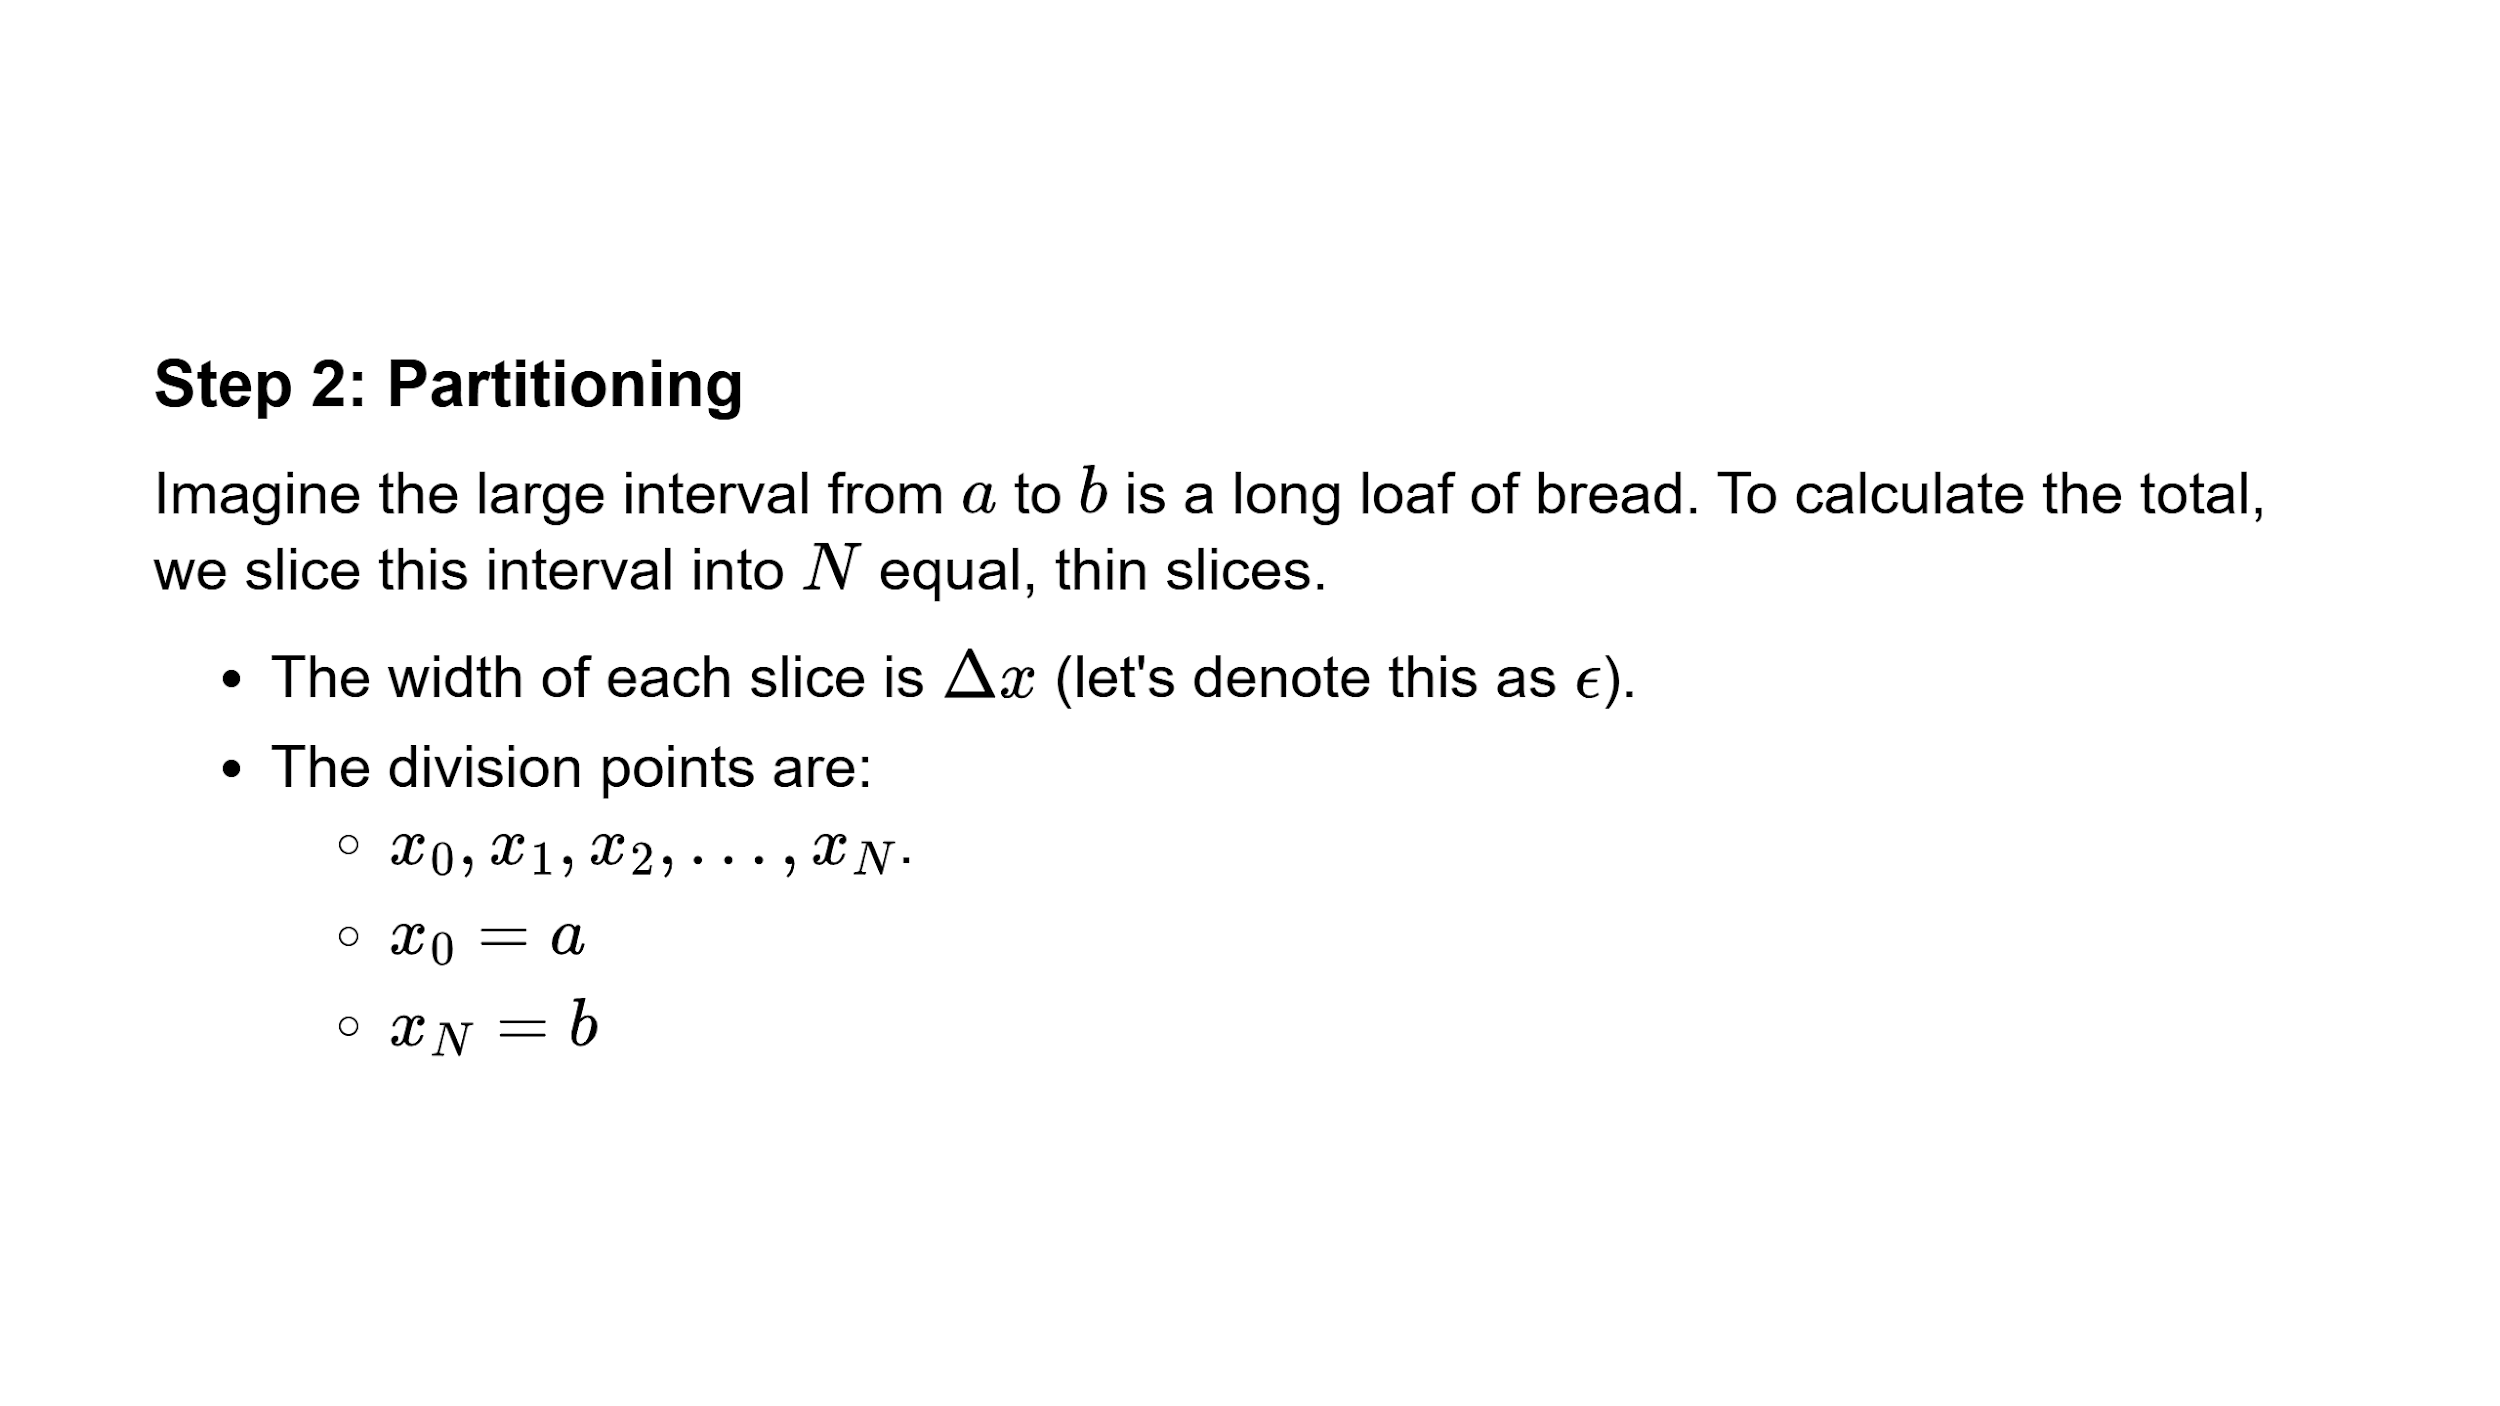 Step 2: Partitioning
Imagine the large interval from a to b is a long loaf of bread. To calculate the total,
we slice this interval into N equal, thin slices.
• The width of each slice is Δx (let's denote this as ϵ).
• The division points are:
○ x₀, x₁, x₂, . . . , x_N.
○ x₀ = a
○ x_N = b